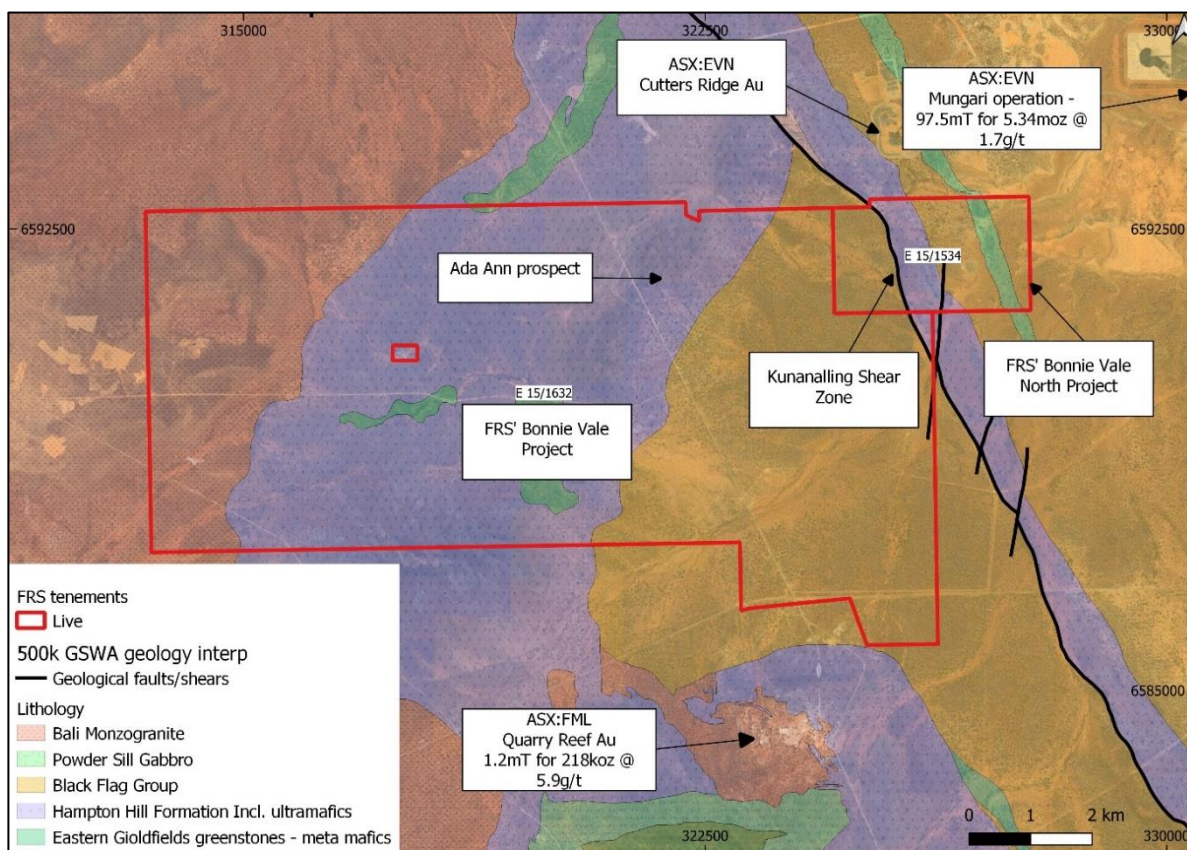 315000
322500
330000
ASX:EVN
Cutters Ridge Au
ASX:EVN
Mungari operation -
97.5mT for 5.34moz @
1.7g/t
6592500
6592500
Ada Ann prospect
E 15/1534
Kunanalling Shear
Zone
FRS' Bonnie Vale
North Project
E 15/1632
FRS' Bonnie Vale
Project
FRS tenements
Live
500k GSWA geology interp
Geological faults/shears
Lithology
Bali Monzogranite
Powder Sill Gabbro
Black Flag Group
Hampton Hill Formation Incl. ultramafics
Eastern Gioldfields greenstones - meta mafics
ASX:FML
Quarry Reef Au
1.2mT for 218koz @
5.9g/t
6585000
0 1 2 km
322500
330000